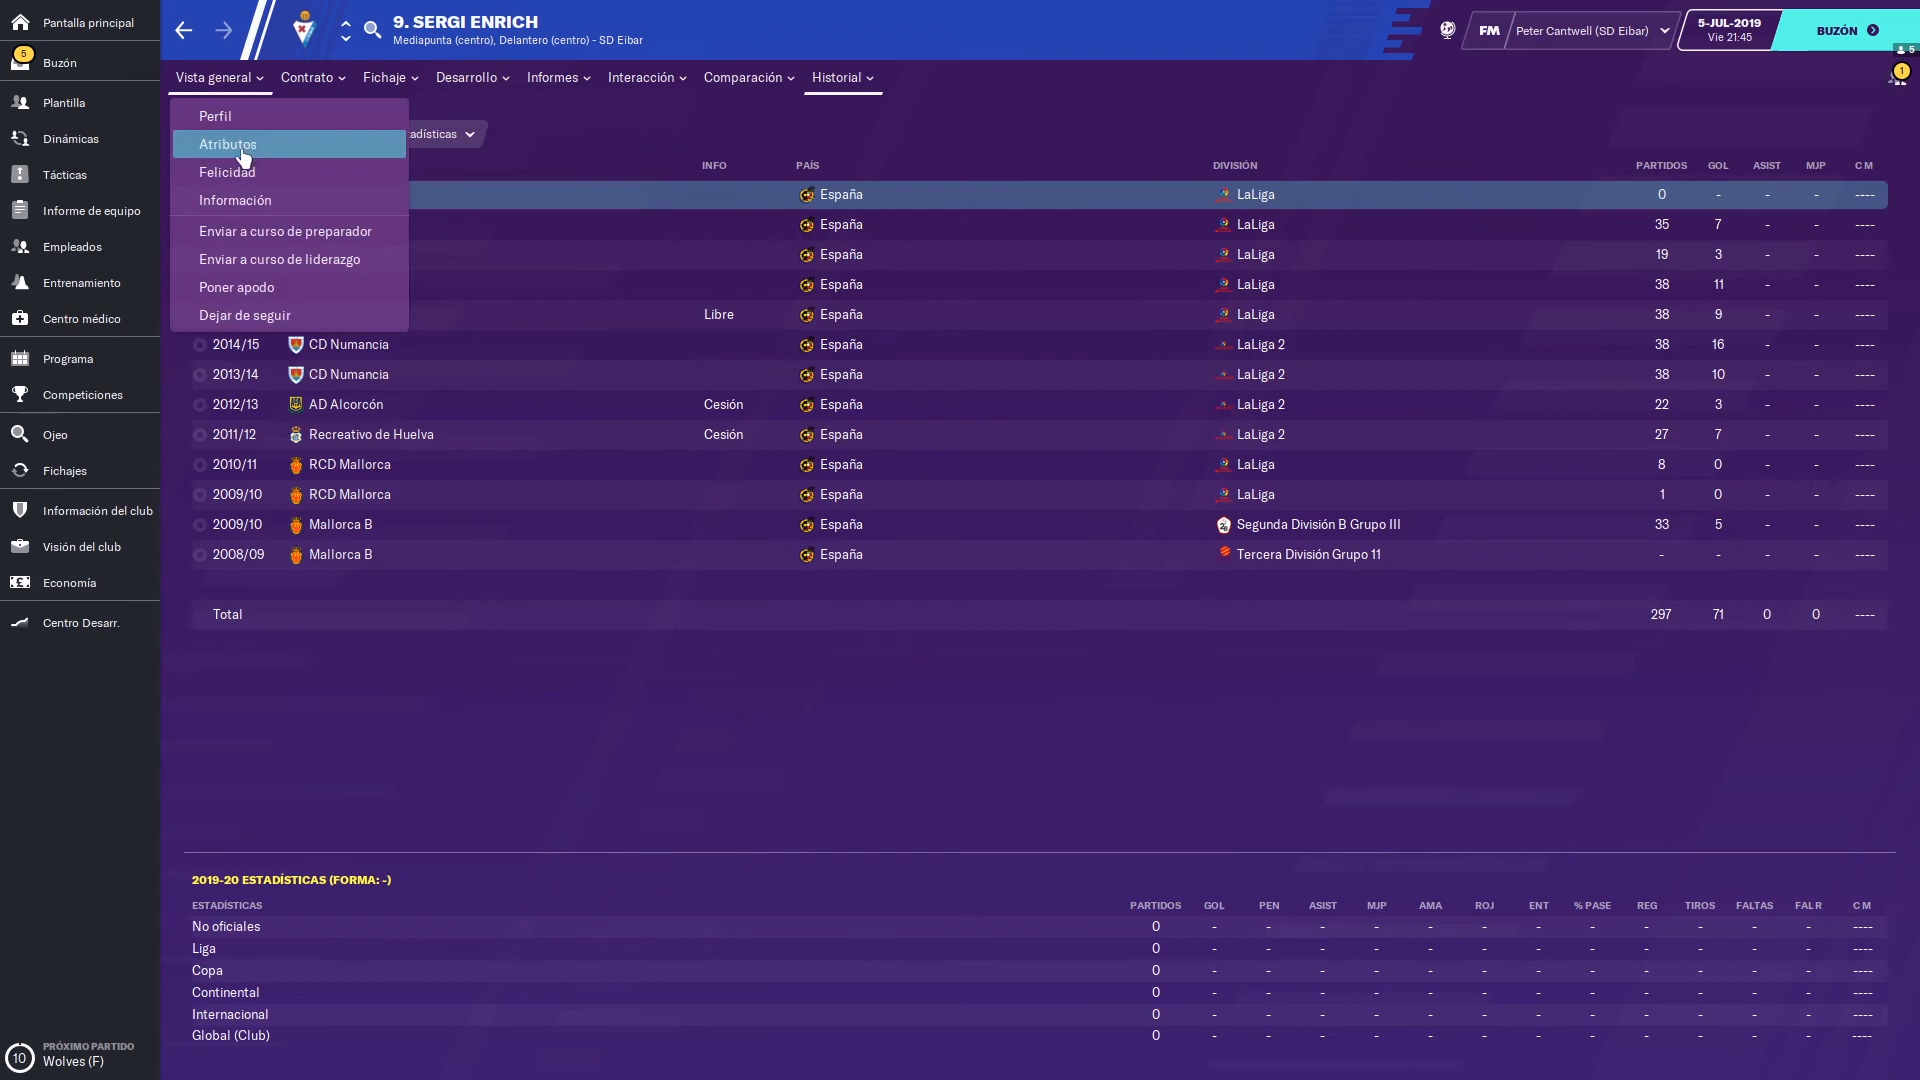 Pantalla principal
5
Buzón
Plantilla
Dinámicas
Tácticas
Informe de equipo
Empleados
Entrenamiento
Centro médico
Programa
Competiciones
Ojeo
Fichajes
Información del club
Visión del club
Economía
Centro Desarr.
10
PRÓXIMO PARTIDO
Wolves (F)
9. SERGI ENRICH
Mediapunta (centro), Delantero (centro) - SD Eibar
FM
Peter Cantwell (SD Eibar)
5-JUL-2019
Vie 21:45
BUZÓN
5
1
Vista general
Contrato
Fichaje
Desarrollo
Informes
Interacción
Comparación
Historial
Perfil
Atributos
Felicidad
Información
Enviar a curso de preparador
Enviar a curso de liderazgo
Poner apodo
Dejar de seguir
tadísticas
INFO PAÍS DIVISIÓN PARTIDOS GOL ASIST MJP C M
España LaLiga 0 - - - ----
España LaLiga 35 7 - - ----
España LaLiga 19 3 - - ----
España LaLiga 38 11 - - ----
Libre España LaLiga 38 9 - - ----
2014/15 CD Numancia España LaLiga 2 38 16 - - ----
2013/14 CD Numancia España LaLiga 2 38 10 - - ----
2012/13 AD Alcorcón Cesión España LaLiga 2 22 3 - - ----
2011/12 Recreativo de Huelva Cesión España LaLiga 2 27 7 - - ----
2010/11 RCD Mallorca España LaLiga 8 0 - - ----
2009/10 RCD Mallorca España LaLiga 1 0 - - ----
2009/10 Mallorca B España Segunda División B Grupo III 33 5 - - ----
2008/09 Mallorca B España Tercera División Grupo 11 - - - - ----
Total 297 71 0 0 ----
2019-20 ESTADÍSTICAS (FORMA: -)
ESTADÍSTICAS PARTIDOS GOL PEN ASIST MJP AMA ROJ ENT % PASE REG TIROS FALTAS FAL R C M
No oficiales 0 - - - - - - - - - - - - ----
Liga 0 - - - - - - - - - - - - ----
Copa 0 - - - - - - - - - - - - ----
Continental 0 - - - - - - - - - - - - ----
Internacional 0 - - - - - - - - - - - - ----
Global (Club) 0 - - - - - - - - - - - - ----